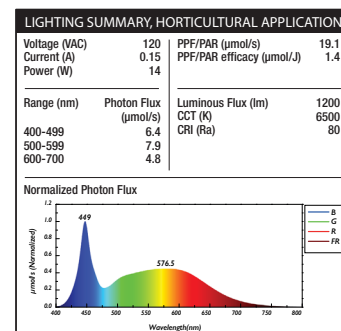 LIGHTING SUMMARY, HORTICULTURAL APPLICATION
Voltage (VAC) 120
Current (A) 0.15
Power (W) 14
PPF/PAR (µmol/s) 19.1
PPF/PAR efficacy (µmol/J) 1.4
Range (nm) Photon Flux
(µmol/s)
400-499 6.4
500-599 7.9
600-700 4.8
Luminous Flux (lm) 1200
CCT (K) 6500
CRI (Ra) 80
Normalized Photon Flux
1.2
1.0
0.8
0.6
0.4
0.2
0.0
µmol s (Normalized)
449
576.5
B
G
R
FR
400 450 500 550 600 650 700 750 800
Wavelength(nm)